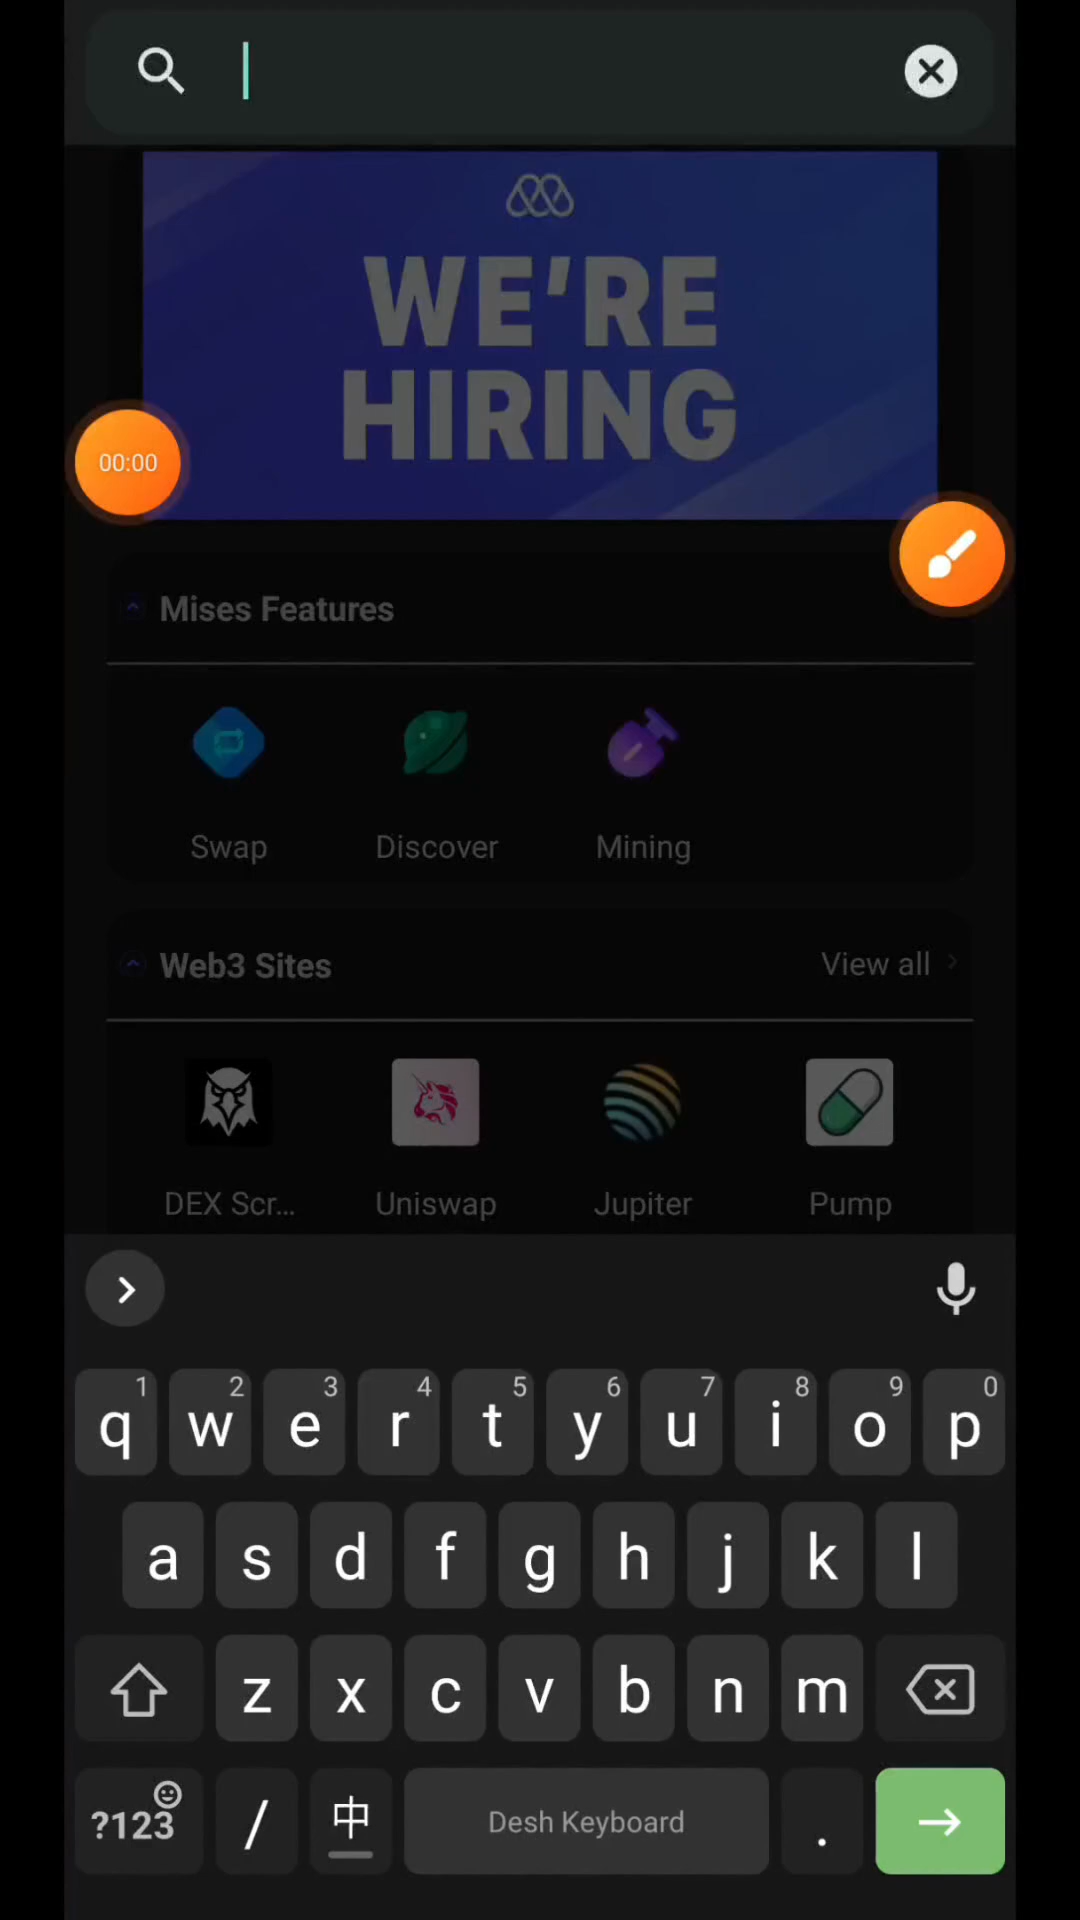 WE'RE
HIRING
00:00
Mises Features
Swap Discover Mining
Web3 Sites View all
DEX Scr... Uniswap Jupiter Pump
1 2 3 4 5 6 7 8 9 0
q w e r t y u i o p
a s d f g h j k l
z x c v b n m
?123 / 中 Desh Keyboard .